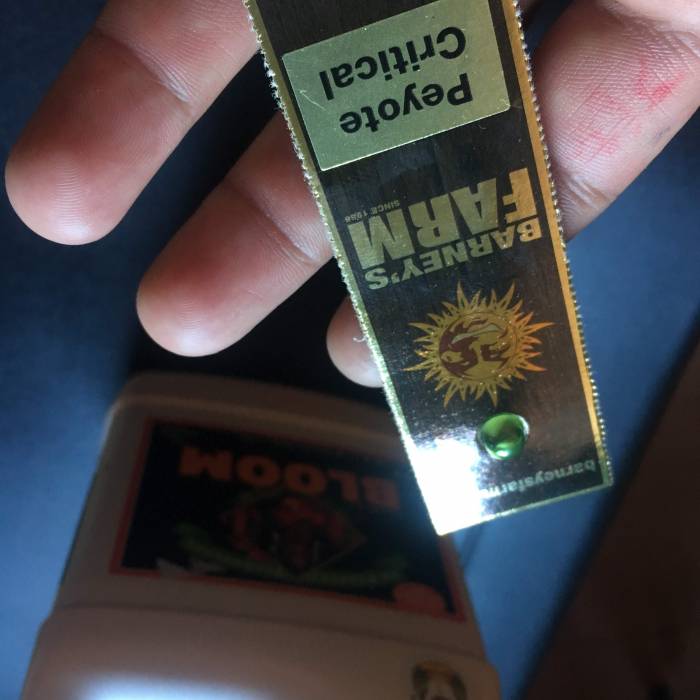 Peyote
Critical
BARNEY'S
FARM
SINCE 1986
barneysfarm
BLOOM